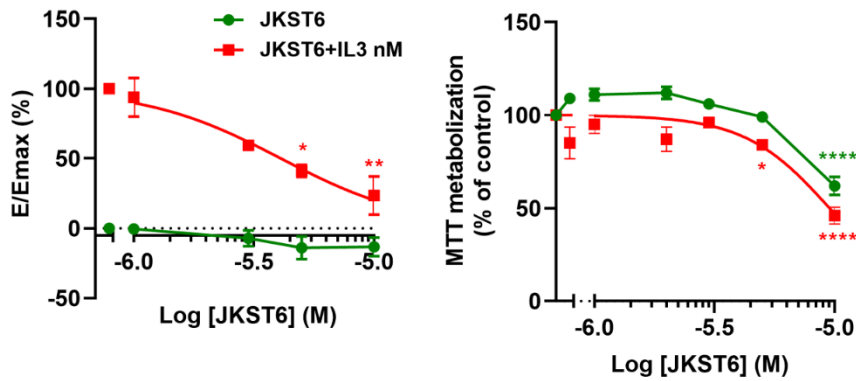 JKST6
JKST6+IL3 nM
E/Emax (%)
150
100
50
0
-50
*
**
-6.0
-5.5
-5.0
Log [JKST6] (M)
MTT metabolization
(% of control)
150
100
50
0
****
*
****
-6.0
-5.5
-5.0
Log [JKST6] (M)